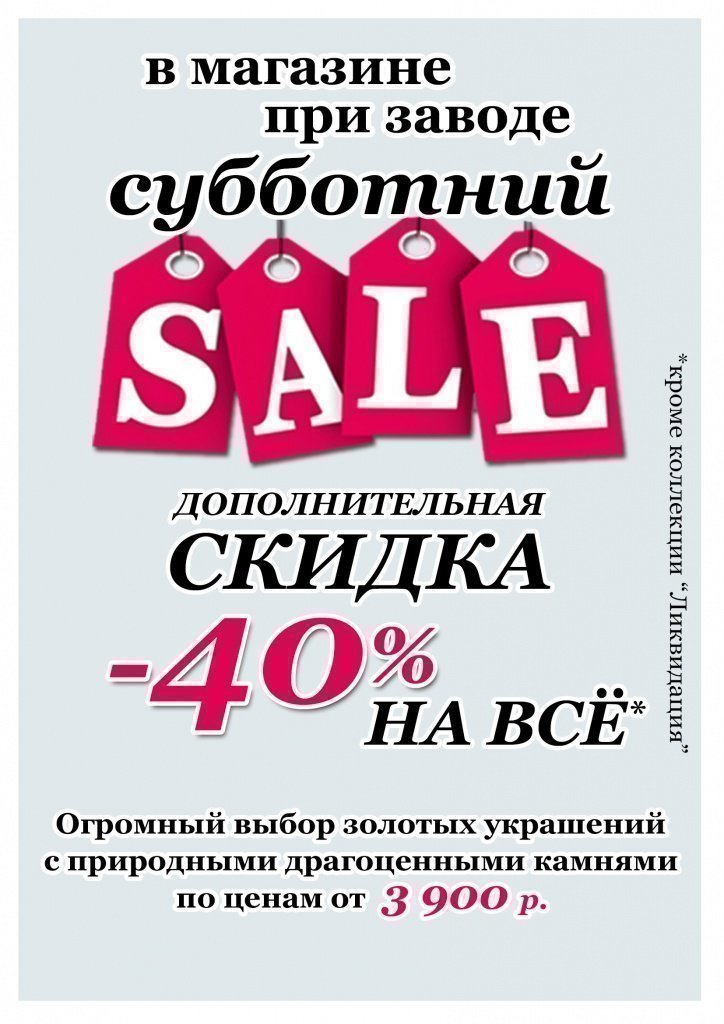 в магазине
при заводе
субботний
SALE
ДОПОЛНИТЕЛЬНАЯ
СКИДКА
-40%
НА ВСЁ*
*кроме коллекции “Ликвидация”
Огромный выбор золотых украшений
с природными драгоценными камнями
по ценам от 3 900 р.